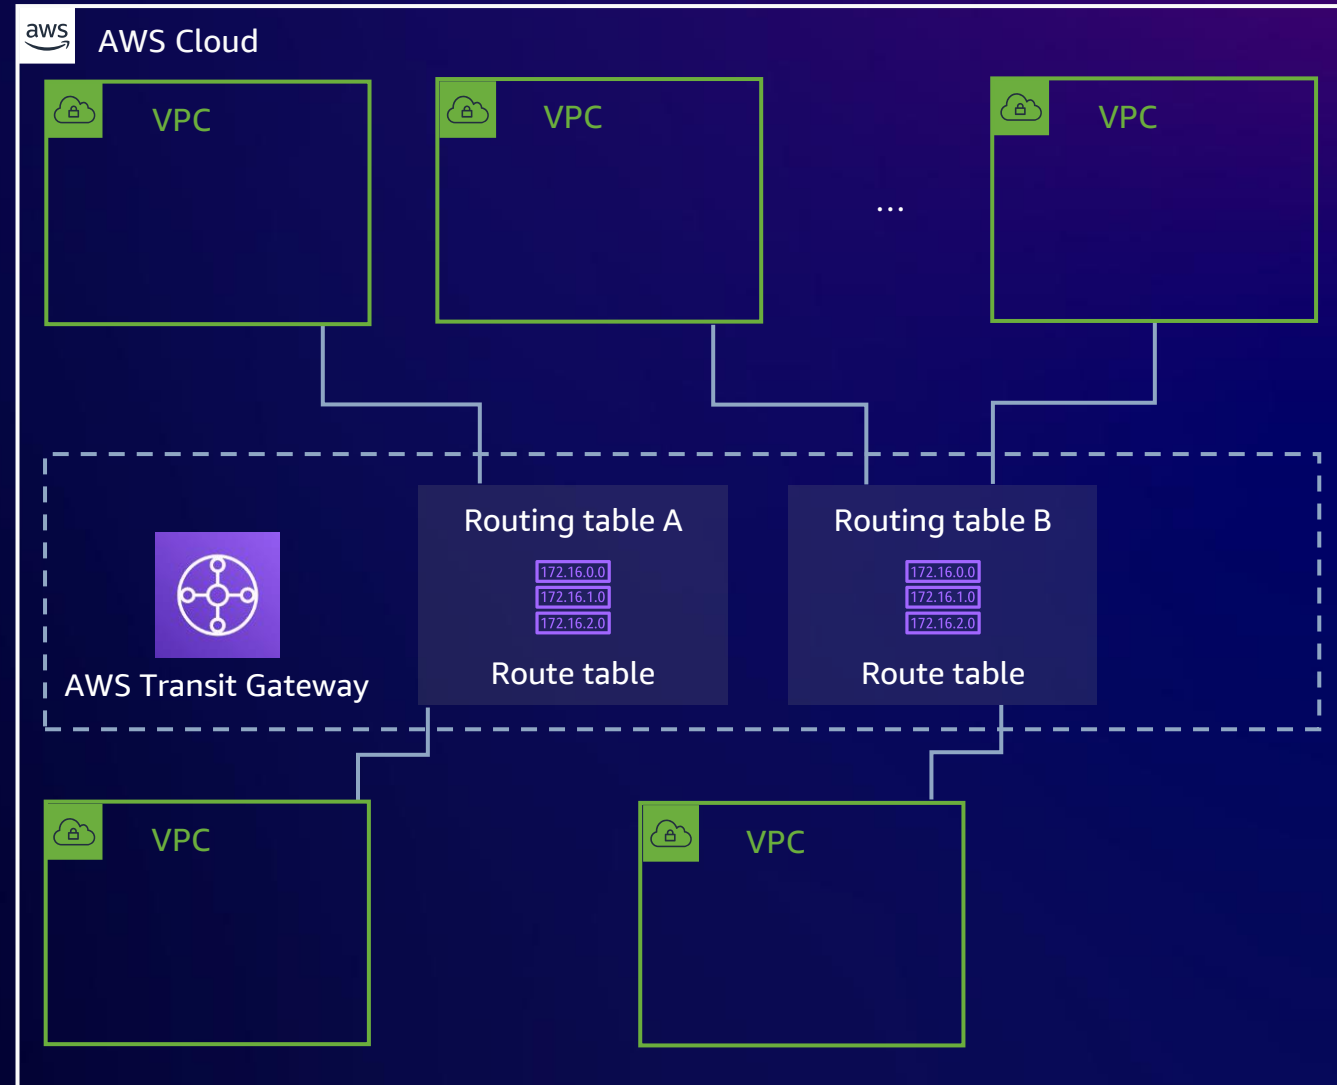 aws
AWS Cloud
VPC
VPC
...
VPC
Routing table A
172.16.0.0
172.16.1.0
172.16.2.0
Route table
Routing table B
172.16.0.0
172.16.1.0
172.16.2.0
Route table
AWS Transit Gateway
VPC
VPC